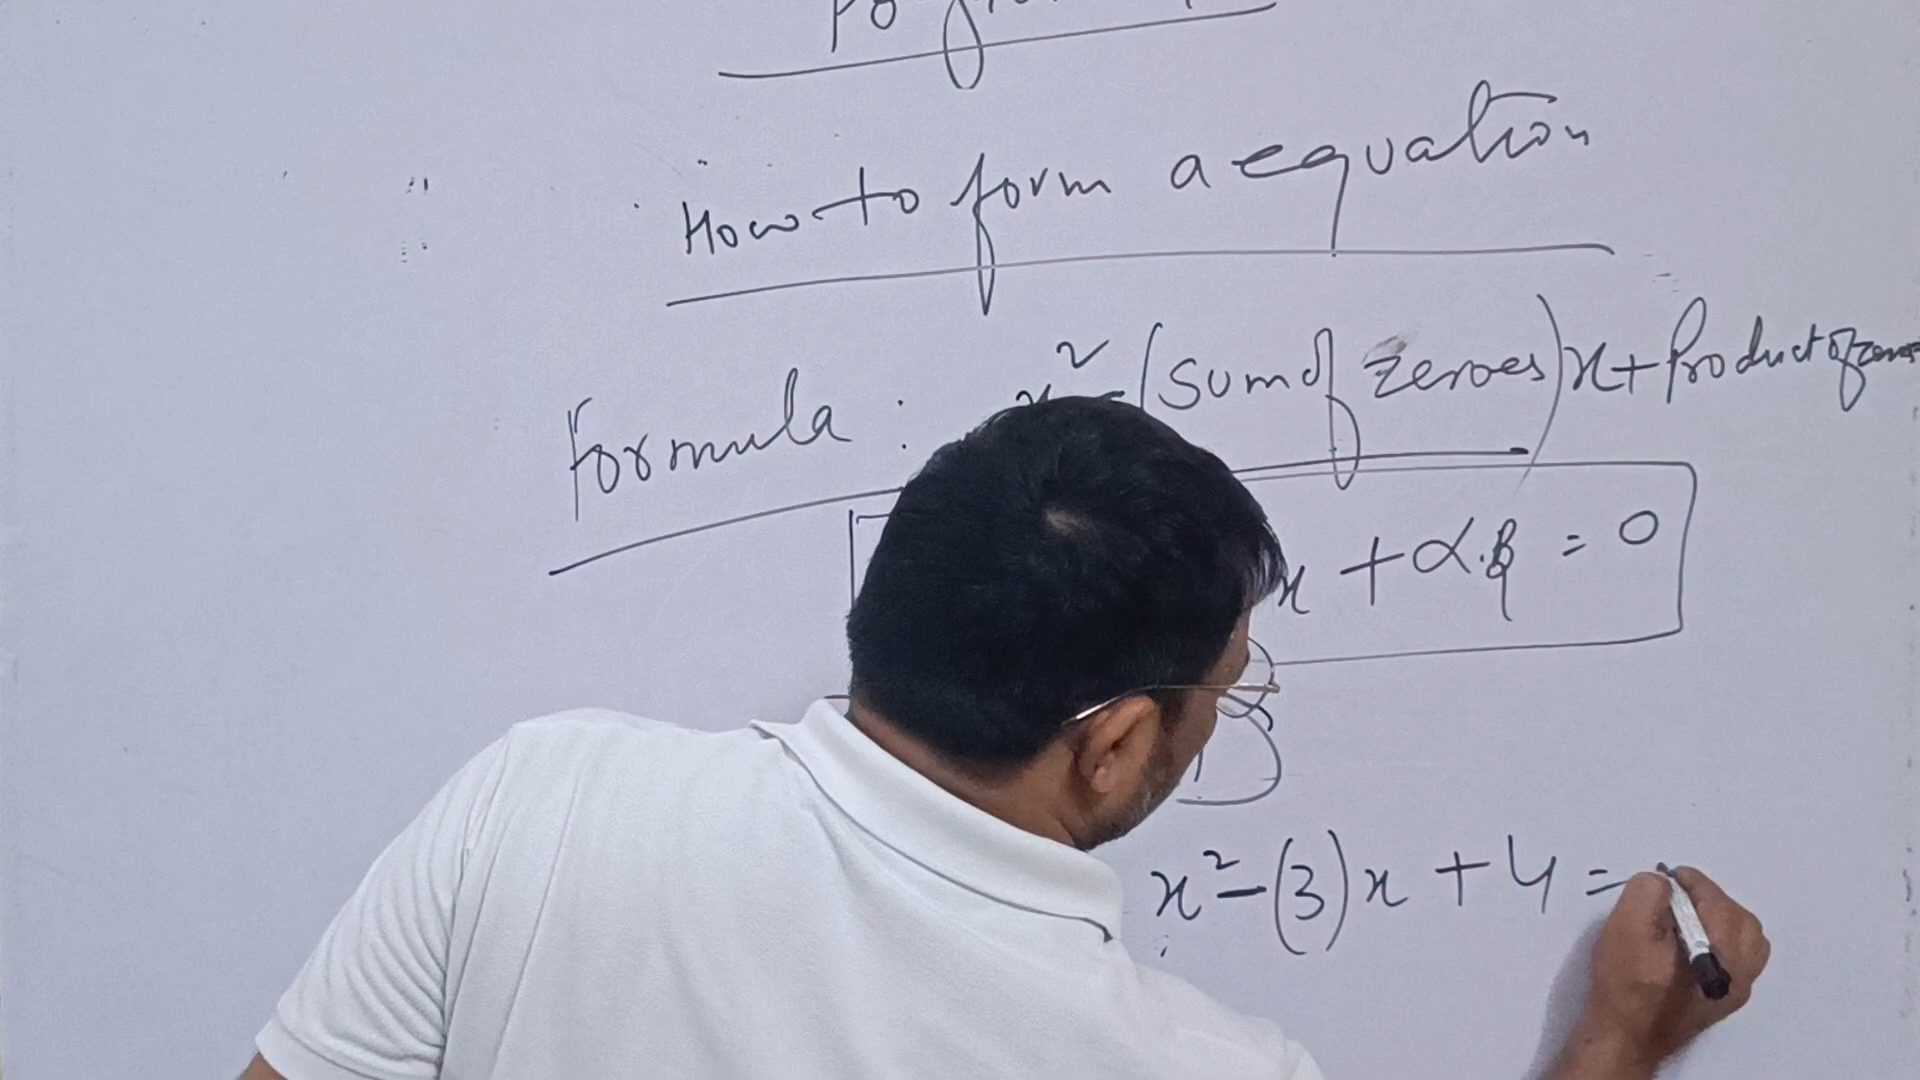 How to form a equation
Formula : x² - (Sum of zeroes)x + Product of zeroes
x + α.β = 0
x² - (3)x + 4 =